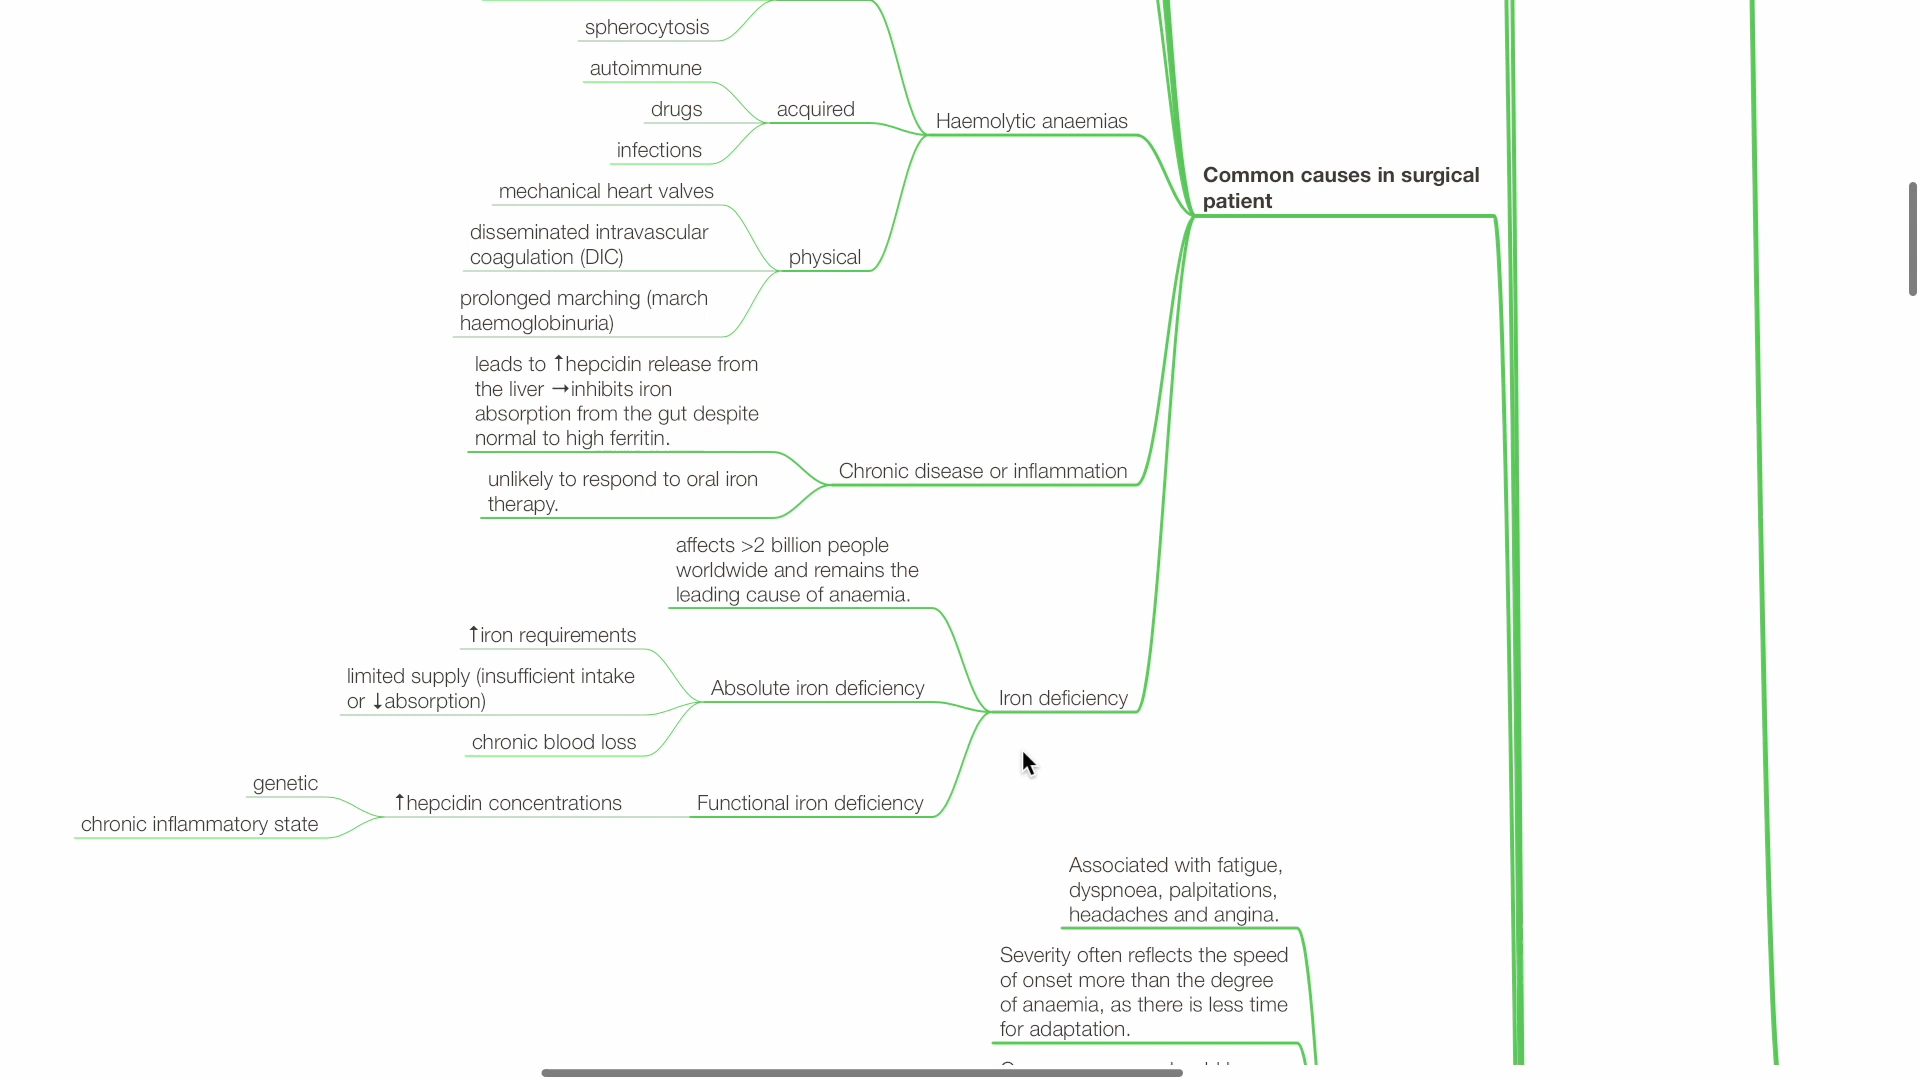 spherocytosis
autoimmune
drugs
acquired
infections
Haemolytic anaemias
mechanical heart valves
disseminated intravascular
coagulation (DIC)
physical
prolonged marching (march
haemoglobinuria)
Common causes in surgical
patient
leads to ↑hepcidin release from
the liver →inhibits iron
absorption from the gut despite
normal to high ferritin.
Chronic disease or inflammation
unlikely to respond to oral iron
therapy.
affects >2 billion people
worldwide and remains the
leading cause of anaemia.
↑iron requirements
limited supply (insufficient intake
or ↓absorption)
Absolute iron deficiency
Iron deficiency
chronic blood loss
genetic
↑hepcidin concentrations
Functional iron deficiency
chronic inflammatory state
Associated with fatigue,
dyspnoea, palpitations,
headaches and angina.
Severity often reflects the speed
of onset more than the degree
of anaemia, as there is less time
for adaptation.